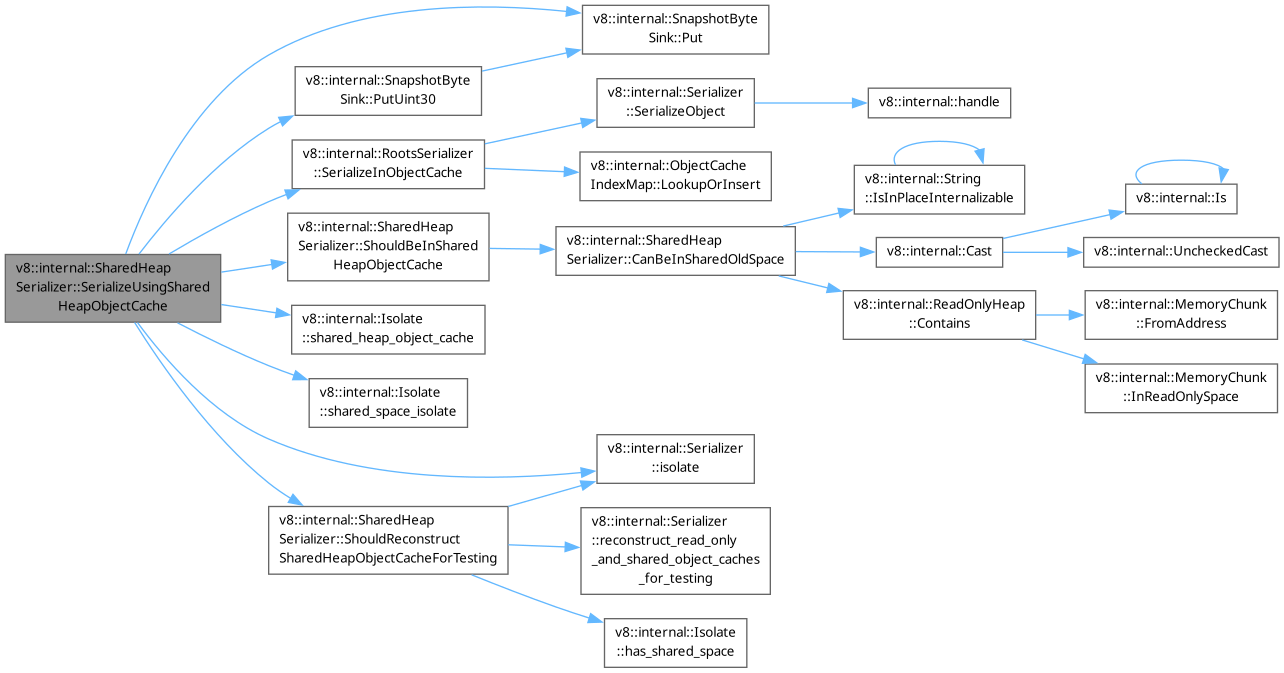 v8::internal::SharedHeap
Serializer::SerializeUsingShared
HeapObjectCache
v8::internal::SnapshotByte
Sink::Put
v8::internal::SnapshotByte
Sink::PutUint30
v8::internal::RootsSerializer
::SerializeInObjectCache
v8::internal::Serializer
::SerializeObject
v8::internal::handle
v8::internal::ObjectCache
IndexMap::LookupOrInsert
v8::internal::SharedHeap
Serializer::ShouldBeInShared
HeapObjectCache
v8::internal::SharedHeap
Serializer::CanBeInSharedOldSpace
v8::internal::String
::IsInPlaceInternalizable
v8::internal::Cast
v8::internal::Is
v8::internal::UncheckedCast
v8::internal::ReadOnlyHeap
::Contains
v8::internal::MemoryChunk
::FromAddress
v8::internal::MemoryChunk
::InReadOnlySpace
v8::internal::Isolate
::shared_heap_object_cache
v8::internal::Isolate
::shared_space_isolate
v8::internal::Serializer
::isolate
v8::internal::SharedHeap
Serializer::ShouldReconstruct
SharedHeapObjectCacheForTesting
v8::internal::Serializer
::reconstruct_read_only
_and_shared_object_caches
_for_testing
v8::internal::Isolate
::has_shared_space